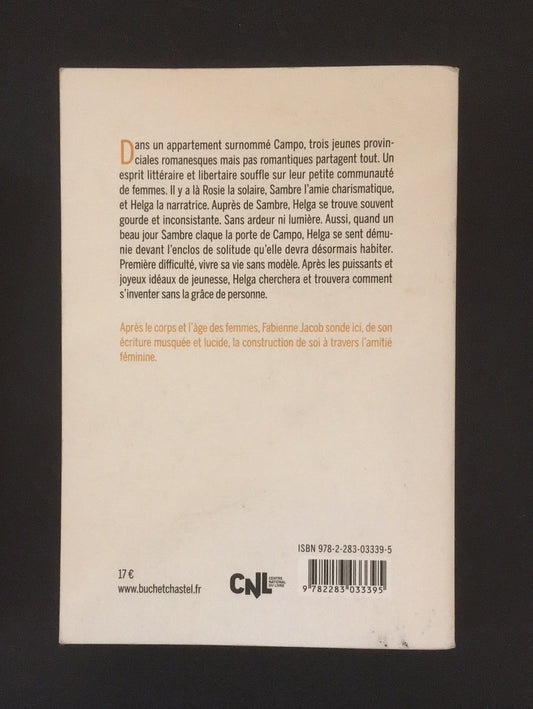 Dans un appartement surnommé Campo, trois jeunes provin-
ciales romanesques mais pas romantiques partagent tout. Un
esprit littéraire et libertaire souffle sur leur petite communauté
de femmes. Il y a là Rosie la solaire, Sambre l'amie charismatique,
et Helga la narratrice. Auprès de Sambre, Helga se trouve souvent
gourde et inconsistante. Sans ardeur ni lumière. Aussi, quand un
beau jour Sambre claque la porte de Campo, Helga se sent dému-
nie devant l'enclos de solitude qu'elle devra désormais habiter.
Première difficulté, vivre sa vie sans modèle. Après les puissants et
joyeux idéaux de jeunesse, Helga cherchera et trouvera comment
s'inventer sans la grâce de personne.
Après le corps et l'âge des femmes, Fabienne Jacob sonde ici, de son
écriture musquée et lucide, la construction de soi à travers l'amitié
féminine.
ISBN 978-2-283-03339-5
17 €
www.buchetchastel.fr
CNL
CENTRE
NATIONAL
DU LIVRE
9 782283 033395